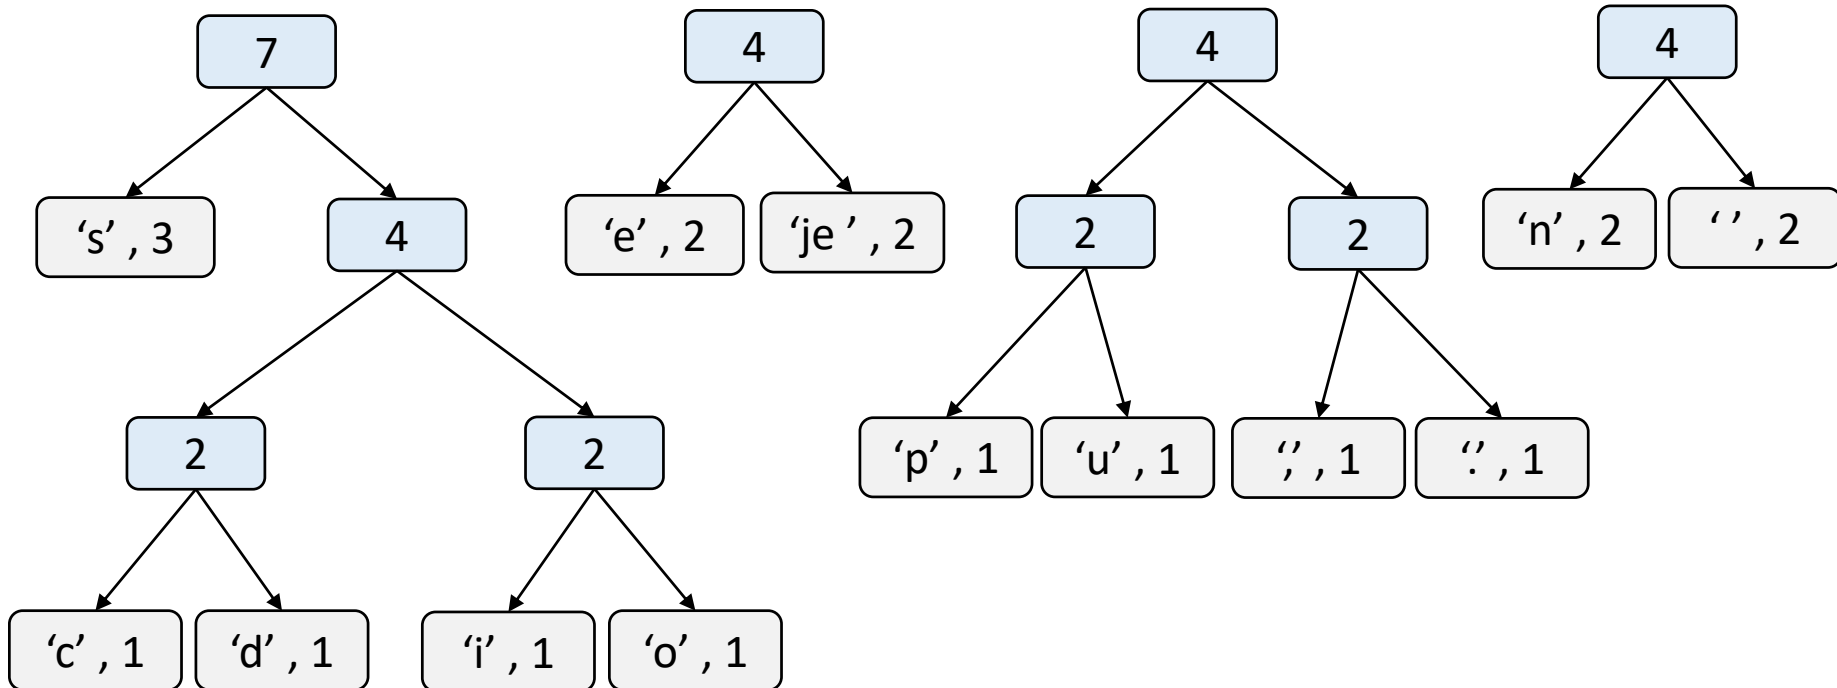 7 4 4 4
‘s’ , 3 4 ‘e’ , 2 ‘je ’ , 2 2 2 ‘n’ , 2 ‘ ’ , 2
2 2 ‘p’ , 1 ‘u’ , 1 ‘,’ , 1 ‘.’ , 1
‘c’ , 1 ‘d’ , 1 ‘i’ , 1 ‘o’ , 1